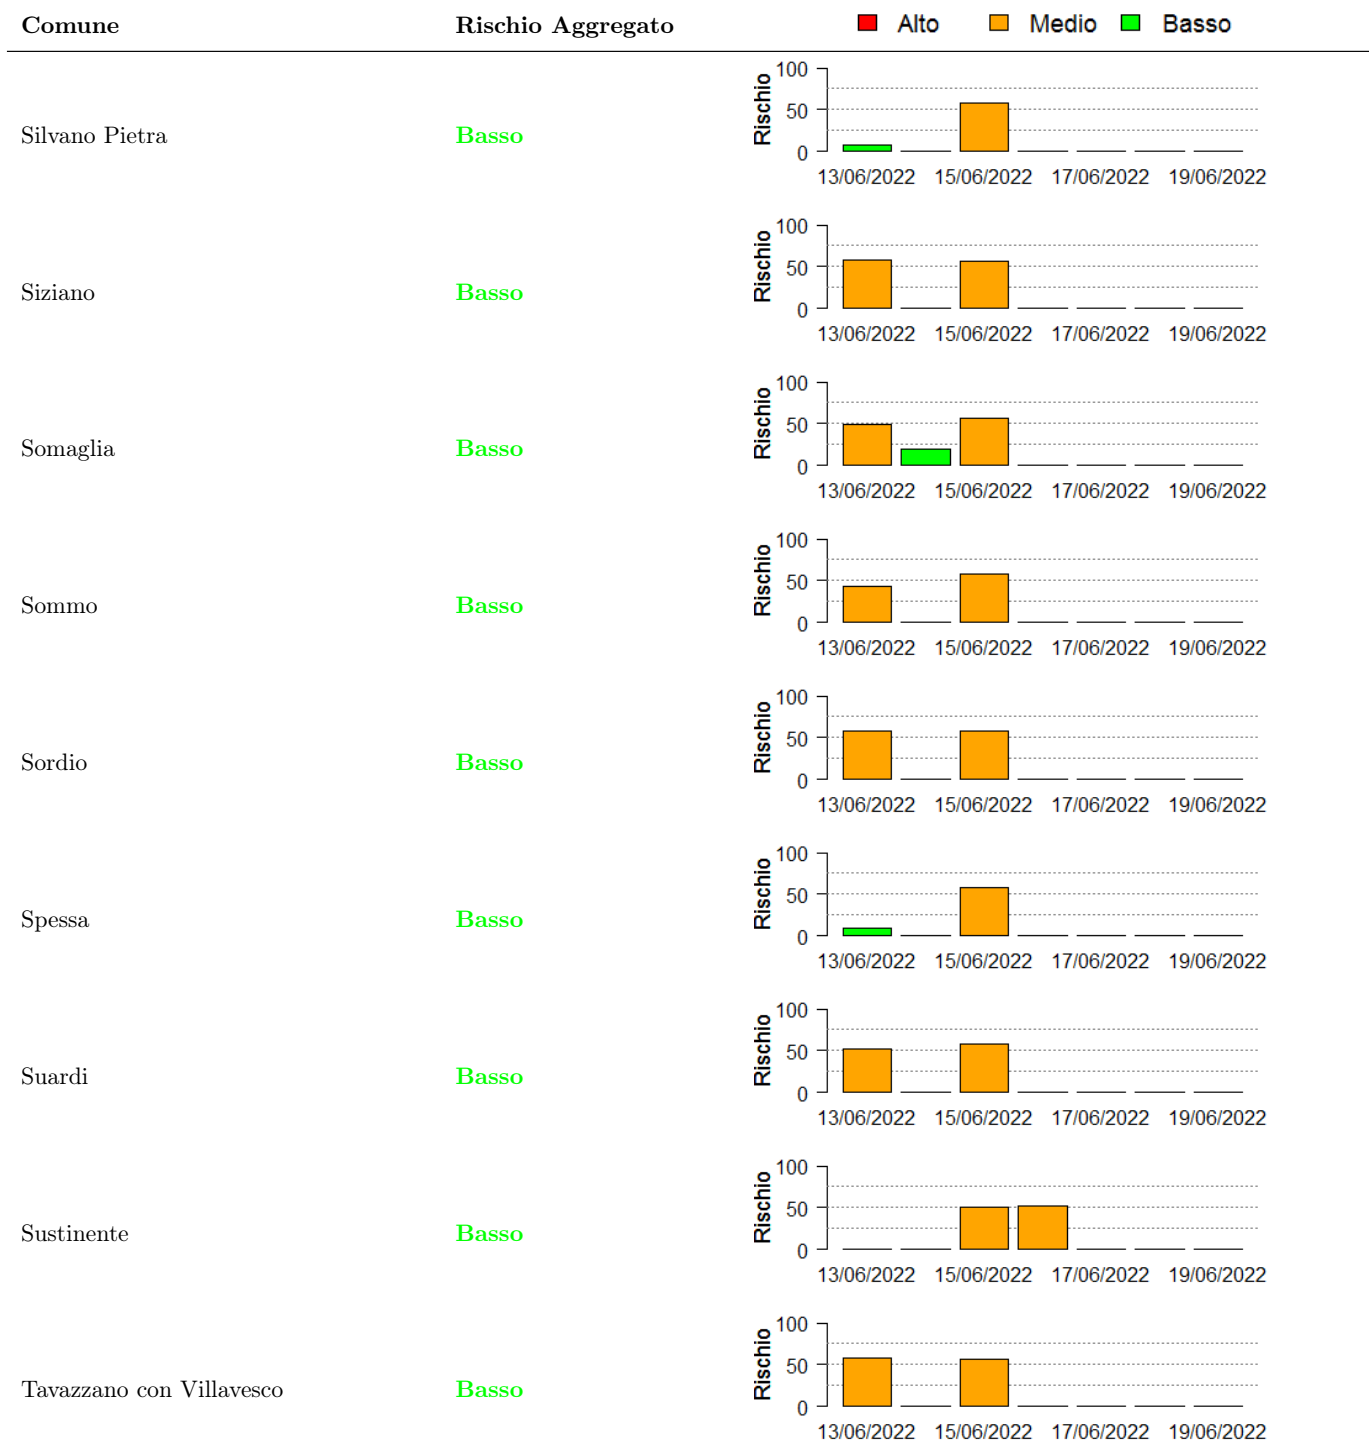 Comune Rischio Aggregato Alto Medio Basso
100
50
0
Rischio
Silvano Pietra Basso
13/06/2022 15/06/2022 17/06/2022 19/06/2022
100
50
0
Rischio
Siziano Basso
13/06/2022 15/06/2022 17/06/2022 19/06/2022
100
50
0
Rischio
Somaglia Basso
13/06/2022 15/06/2022 17/06/2022 19/06/2022
100
50
0
Rischio
Sommo Basso
13/06/2022 15/06/2022 17/06/2022 19/06/2022
100
50
0
Rischio
Sordio Basso
13/06/2022 15/06/2022 17/06/2022 19/06/2022
100
50
0
Rischio
Spessa Basso
13/06/2022 15/06/2022 17/06/2022 19/06/2022
100
50
0
Rischio
Suardi Basso
13/06/2022 15/06/2022 17/06/2022 19/06/2022
100
50
0
Rischio
Sustinente Basso
13/06/2022 15/06/2022 17/06/2022 19/06/2022
100
50
0
Rischio
Tavazzano con Villavesco Basso
13/06/2022 15/06/2022 17/06/2022 19/06/2022